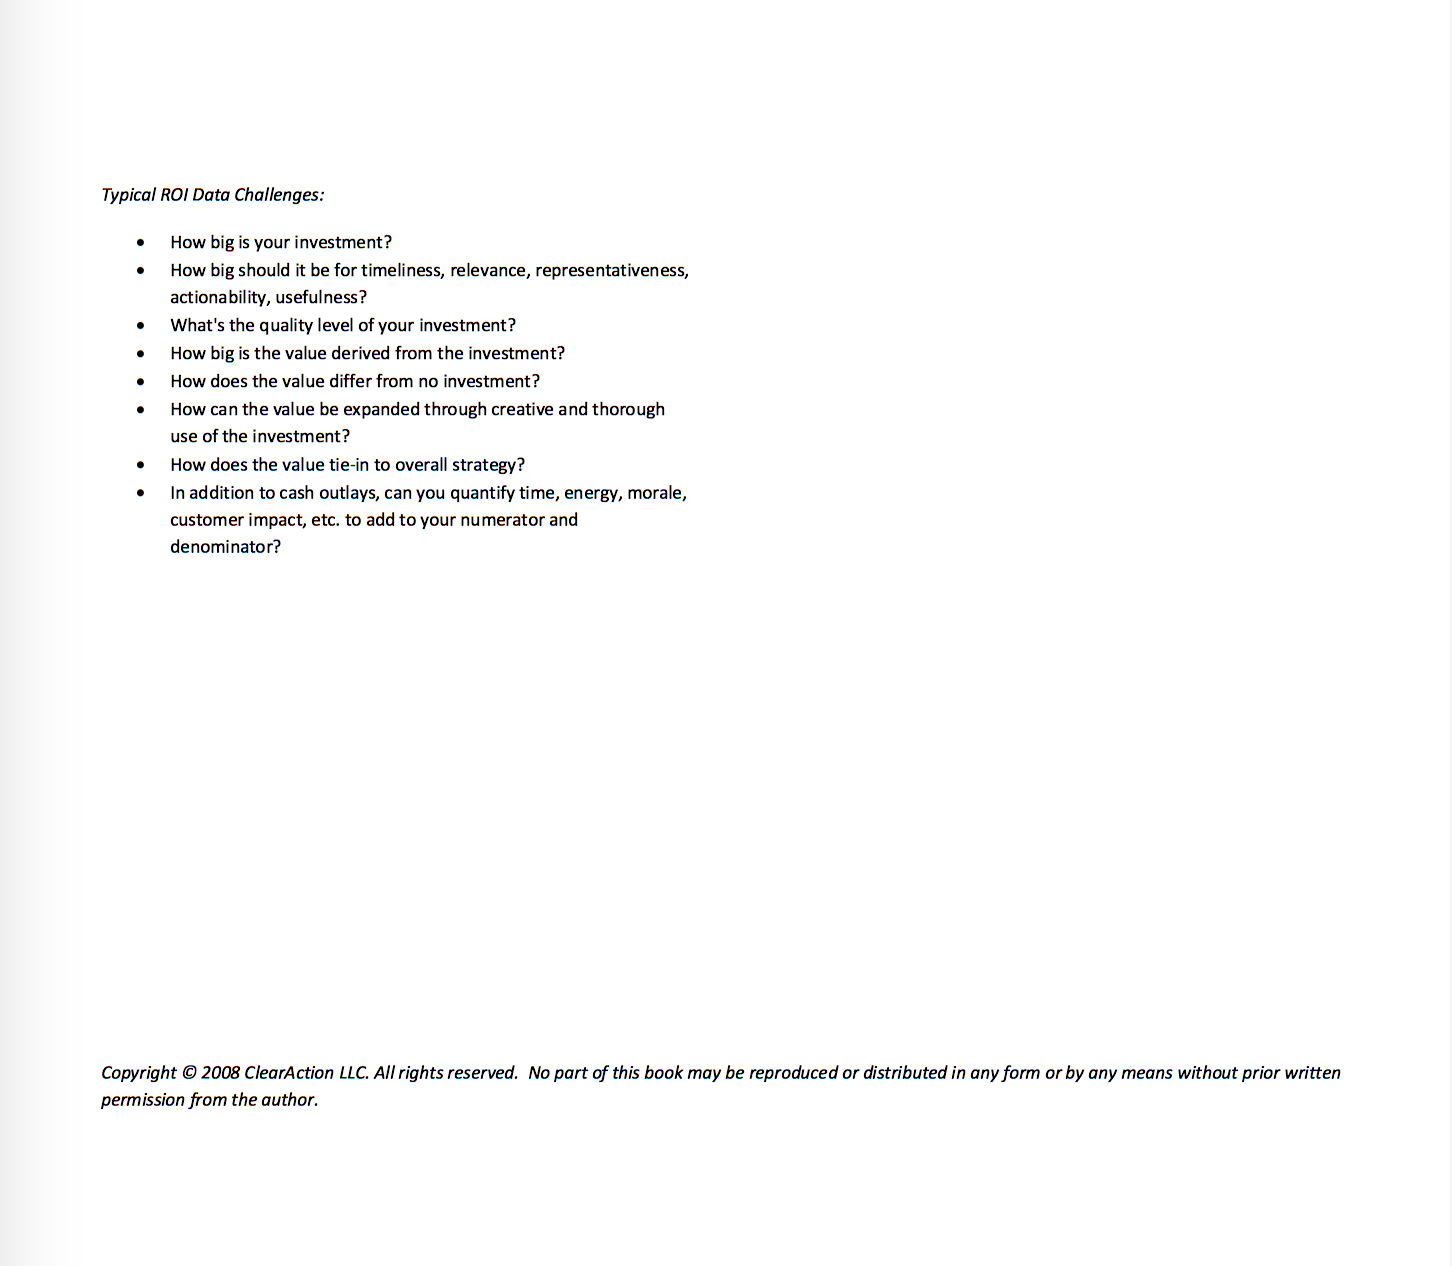 Typical ROI Data Challenges:
• How big is your investment?
• How big should it be for timeliness, relevance, representativeness,
actionability, usefulness?
• What's the quality level of your investment?
• How big is the value derived from the investment?
• How does the value differ from no investment?
• How can the value be expanded through creative and thorough
use of the investment?
• How does the value tie-in to overall strategy?
• In addition to cash outlays, can you quantify time, energy, morale,
customer impact, etc. to add to your numerator and
denominator?
Copyright © 2008 ClearAction LLC. All rights reserved.  No part of this book may be reproduced or distributed in any form or by any means without prior written
permission from the author.